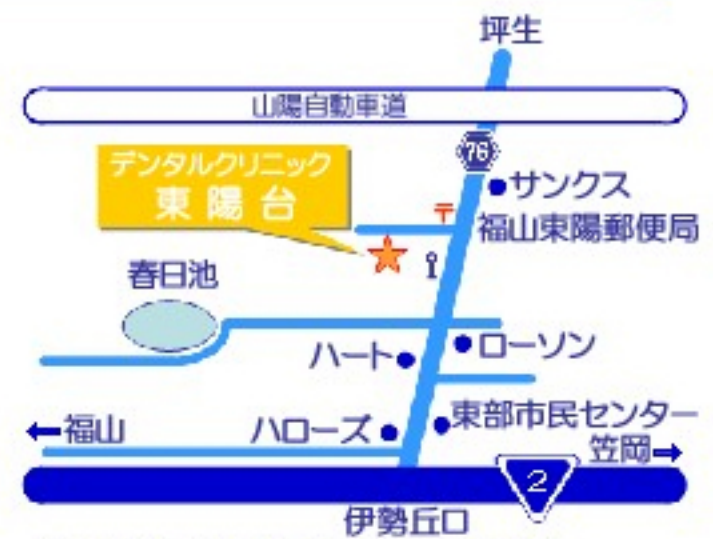 坪生
山陽自動車道
76
デンタルクリニック
東陽台
サンクス
〒
福山東陽郵便局
春日池
ローソン
ハート
東部市民センター
←福山
ハローズ
笠岡→
2
伊勢丘口